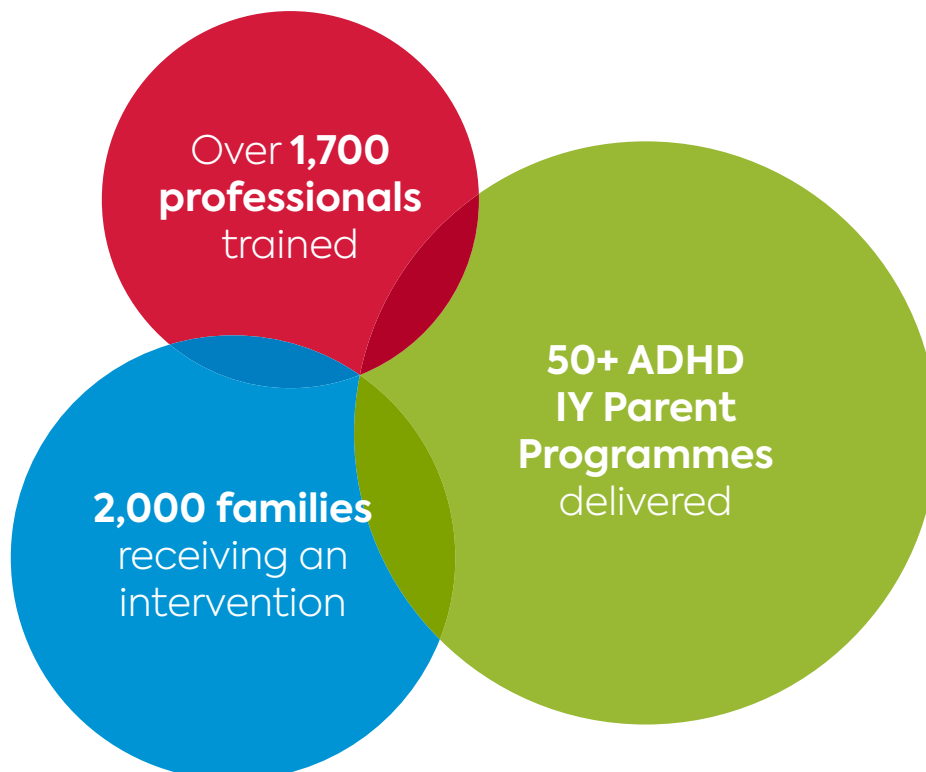 Over 1,700
professionals
trained
50+ ADHD
IY Parent
Programmes
delivered
2,000 families
receiving an
intervention